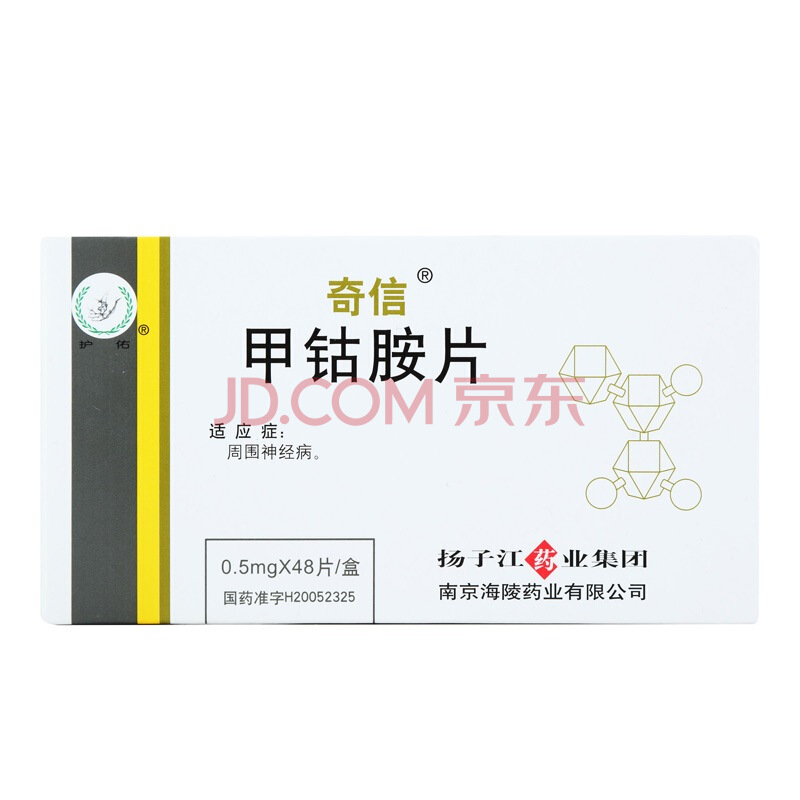 奇信®
甲钴胺片
JD.COM 京东
护佑®
适应症：
周围神经病。
0.5mgX48片/盒
国药准字H20052325
扬子江药业集团
南京海陵药业有限公司